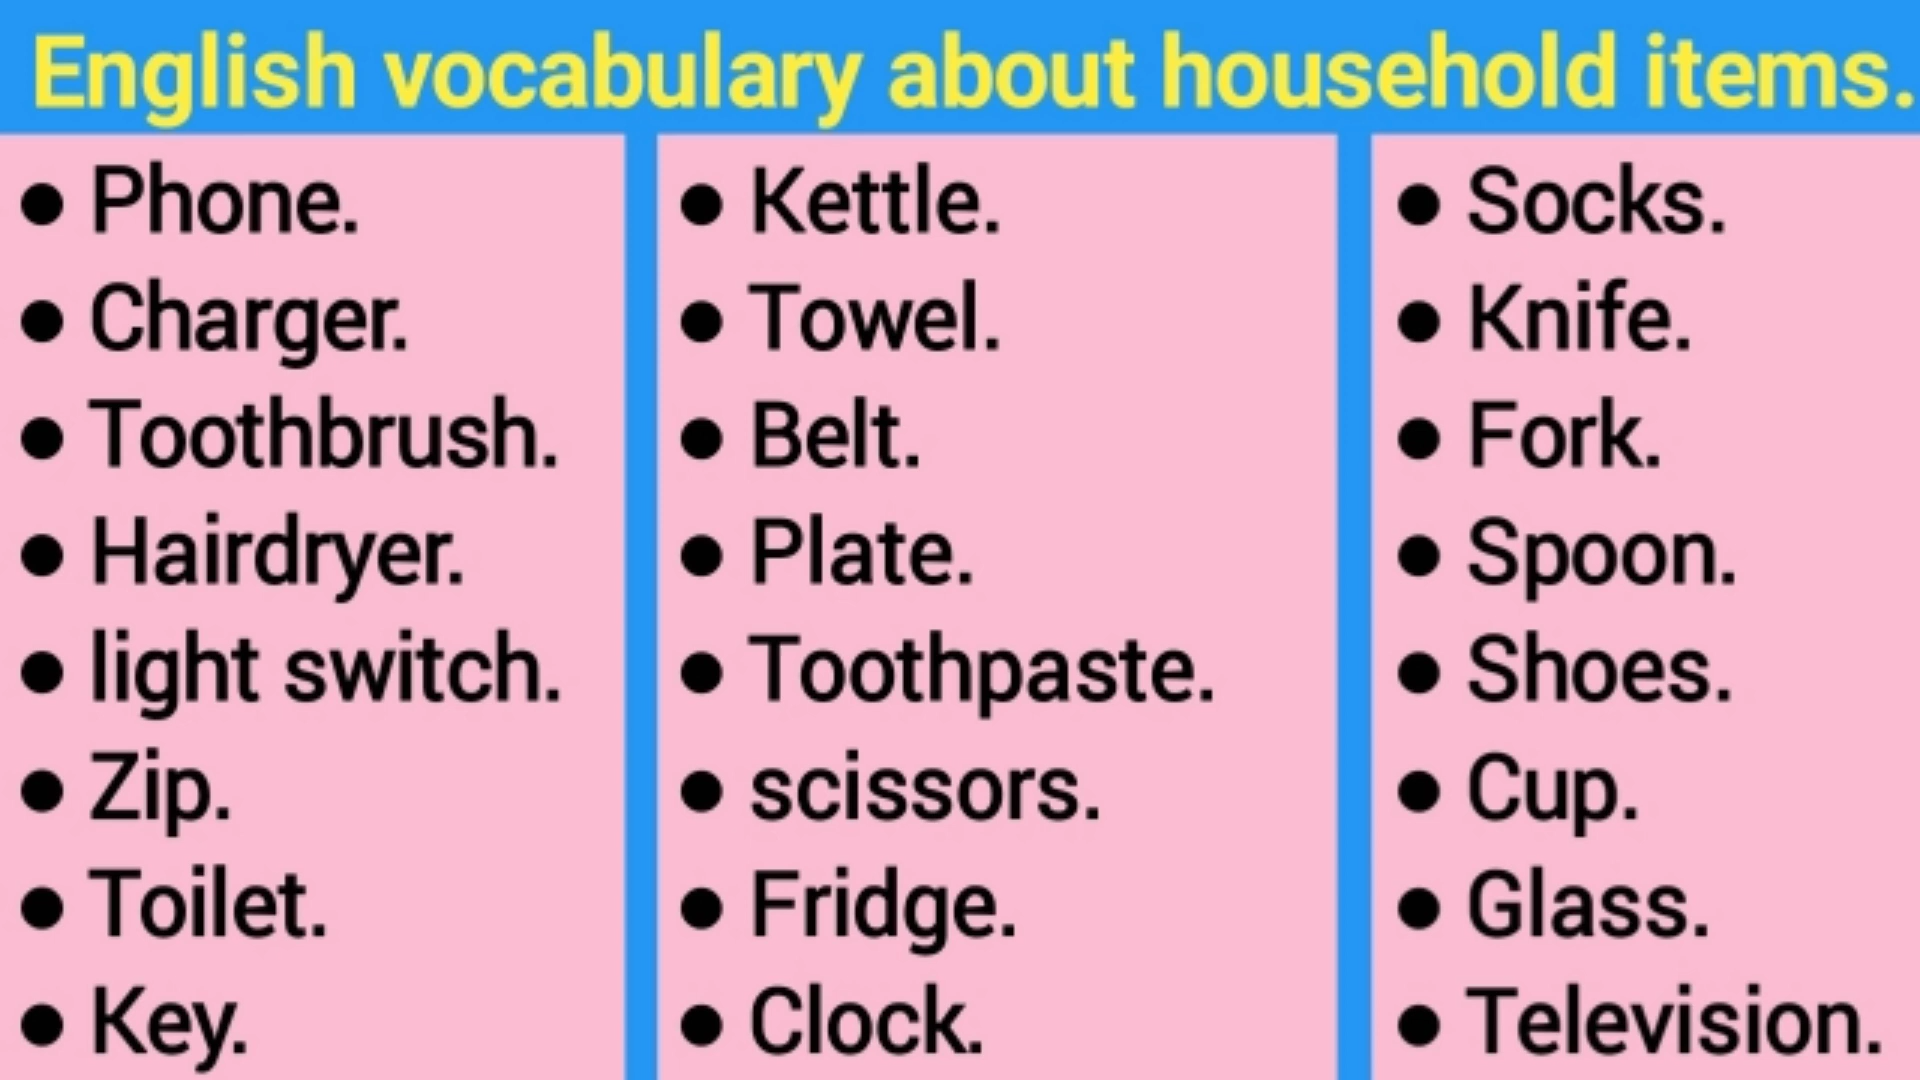 English vocabulary about household items.
• Phone.
• Charger.
• Toothbrush.
• Hairdryer.
• light switch.
• Zip.
• Toilet.
• Key.
• Kettle.
• Towel.
• Belt.
• Plate.
• Toothpaste.
• scissors.
• Fridge.
• Clock.
• Socks.
• Knife.
• Fork.
• Spoon.
• Shoes.
• Cup.
• Glass.
• Television.